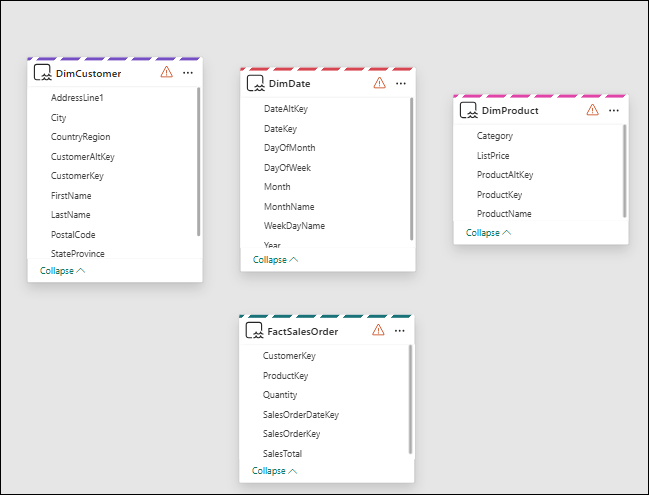 DimCustomer
AddressLine1
City
CountryRegion
CustomerAltKey
CustomerKey
FirstName
LastName
PostalCode
StateProvince
Collapse
DimDate
DateAltKey
DateKey
DayOfMonth
DayOfWeek
Month
MonthName
WeekDayName
Year
Collapse
DimProduct
Category
ListPrice
ProductAltKey
ProductKey
ProductName
Collapse
FactSalesOrder
CustomerKey
ProductKey
Quantity
SalesOrderDateKey
SalesOrderKey
SalesTotal
Collapse